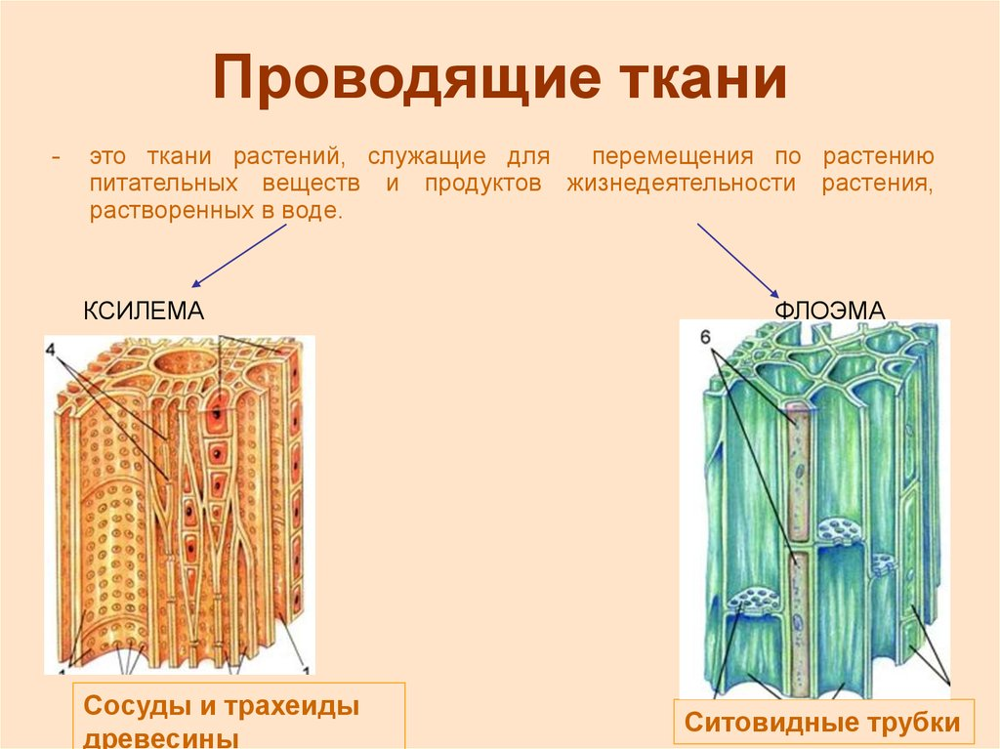 Проводящие ткани
- это ткани растений, служащие для перемещения по растению
питательных веществ и продуктов жизнедеятельности растения,
растворенных в воде.
КСИЛЕМА
ФЛОЭМА
4
6
1
Сосуды и трахеиды
древесины
Ситовидные трубки